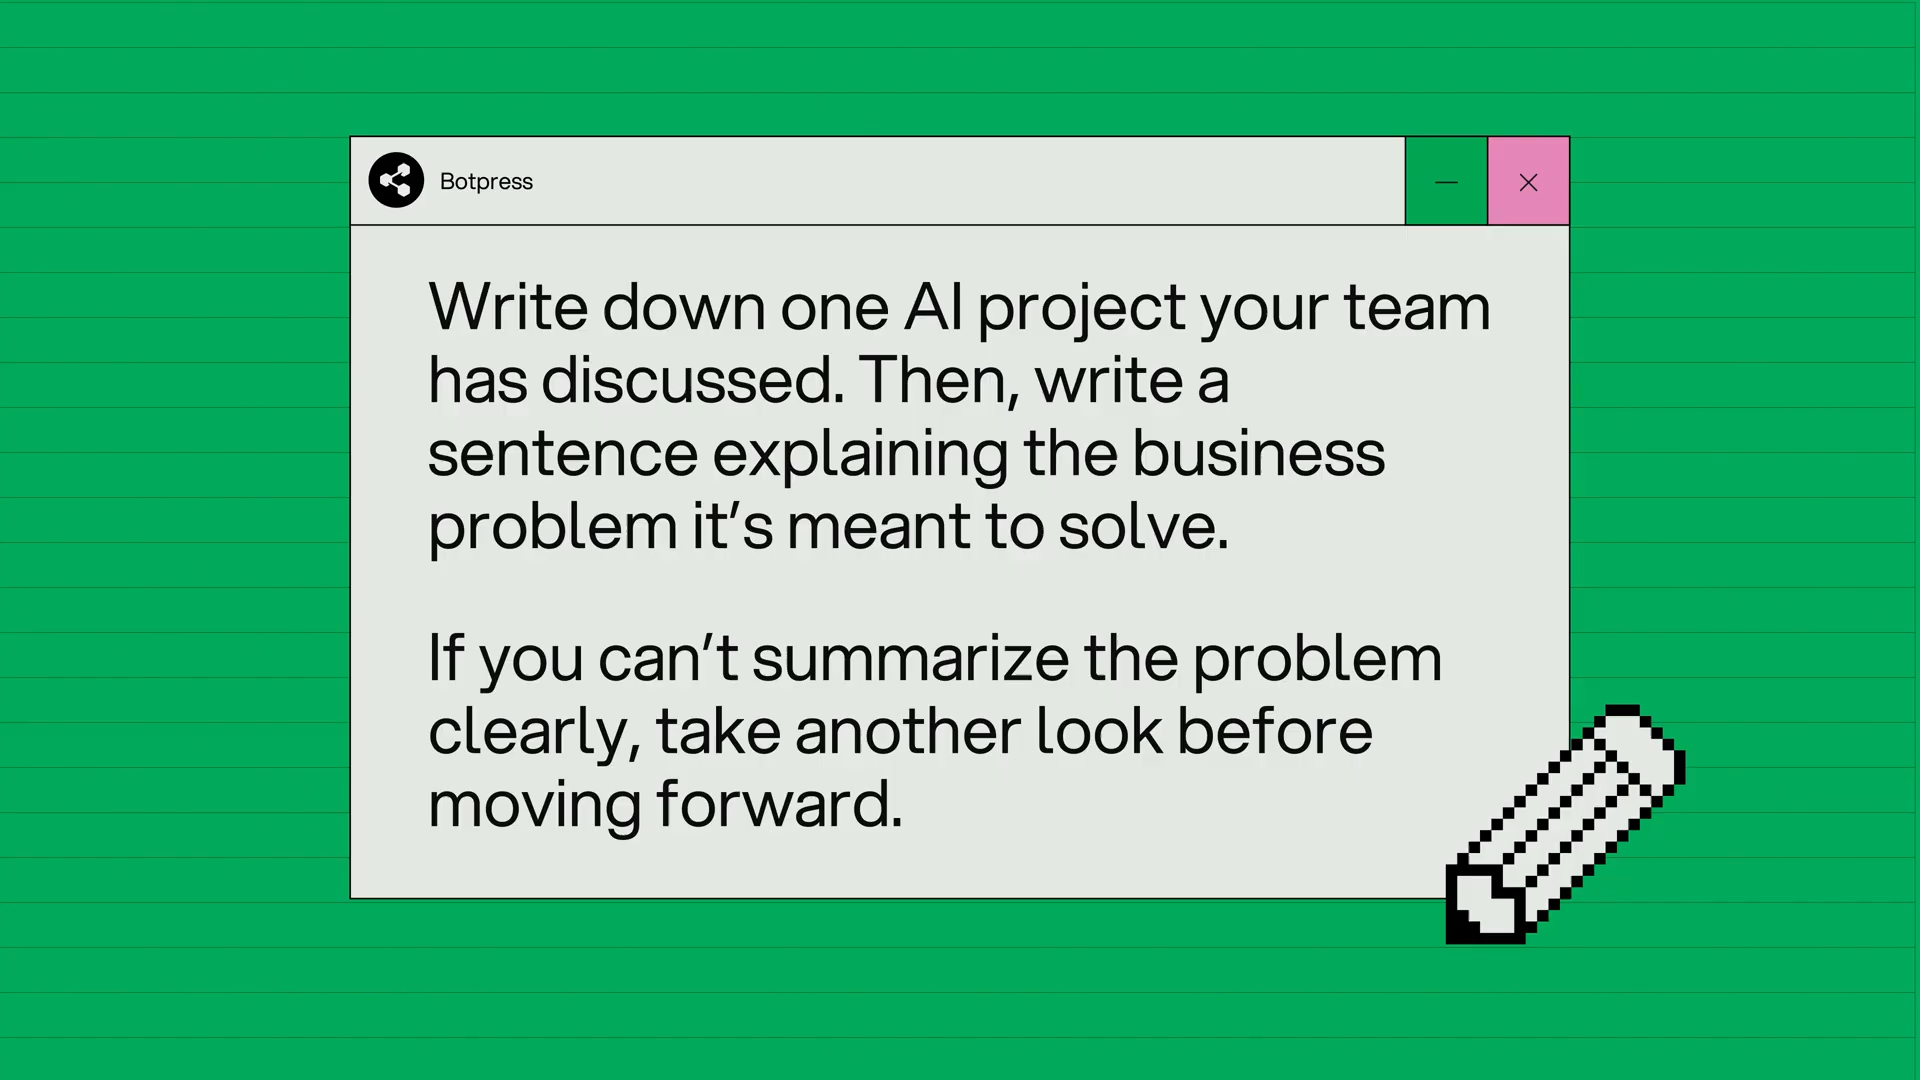 Botpress
Write down one AI project your team
has discussed. Then, write a
sentence explaining the business
problem it’s meant to solve.
If you can’t summarize the problem
clearly, take another look before
moving forward.